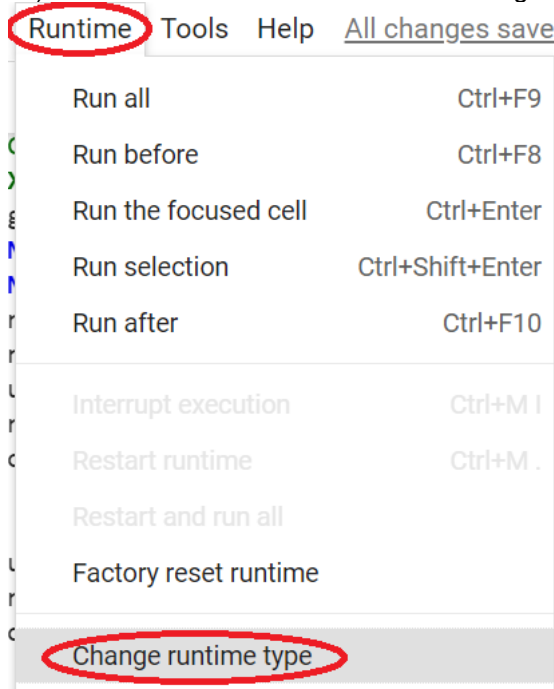 Runtime Tools Help All changes save
Run all Ctrl+F9
Run before Ctrl+F8
Run the focused cell Ctrl+Enter
Run selection Ctrl+Shift+Enter
Run after Ctrl+F10
Interrupt execution Ctrl+M I
Restart runtime Ctrl+M .
Restart and run all
Factory reset runtime
Change runtime type